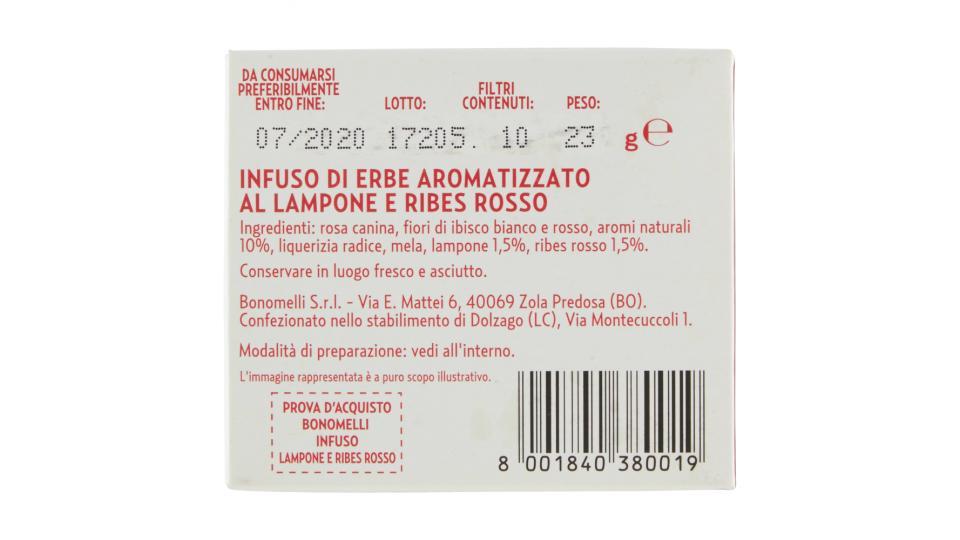 DA CONSUMARSI
PREFERIBILMENTE
ENTRO FINE:
LOTTO:
FILTRI
CONTENUTI:
PESO:
07/2020 17205. 10 23 g ℮
INFUSO DI ERBE AROMATIZZATO
AL LAMPONE E RIBES ROSSO
Ingredienti: rosa canina, fiori di ibisco bianco e rosso, aromi naturali
10%, liquerizia radice, mela, lampone 1,5%, ribes rosso 1,5%.
Conservare in luogo fresco e asciutto.
Bonomelli S.r.l. - Via E. Mattei 6, 40069 Zola Predosa (BO).
Confezionato nello stabilimento di Dolzago (LC), Via Montecuccoli 1.
Modalità di preparazione: vedi all'interno.
L'immagine rappresentata è a puro scopo illustrativo.
PROVA D'ACQUISTO
BONOMELLI
INFUSO
LAMPONE E RIBES ROSSO
8 001840 380019